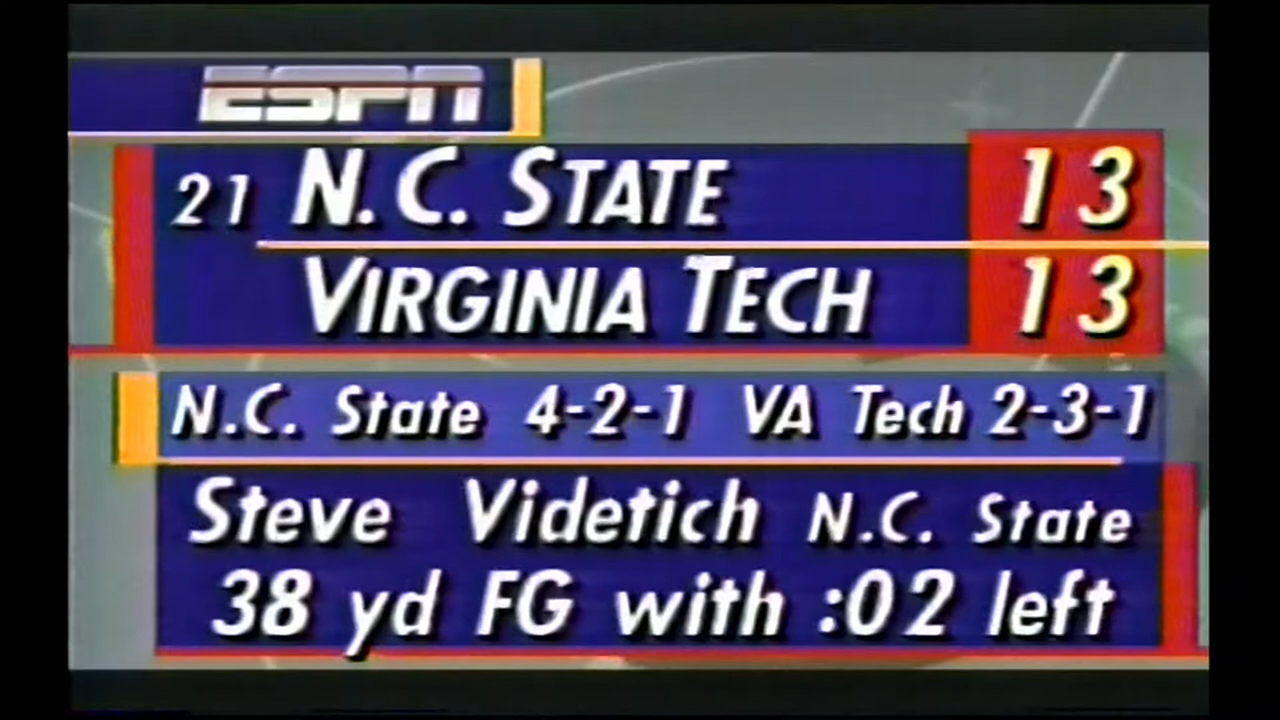 ESPN
21 N.C. STATE 13
VIRGINIA TECH 13
N.C. State 4-2-1 VA Tech 2-3-1
Steve Videtich N.C. State
38 yd FG with :02 left